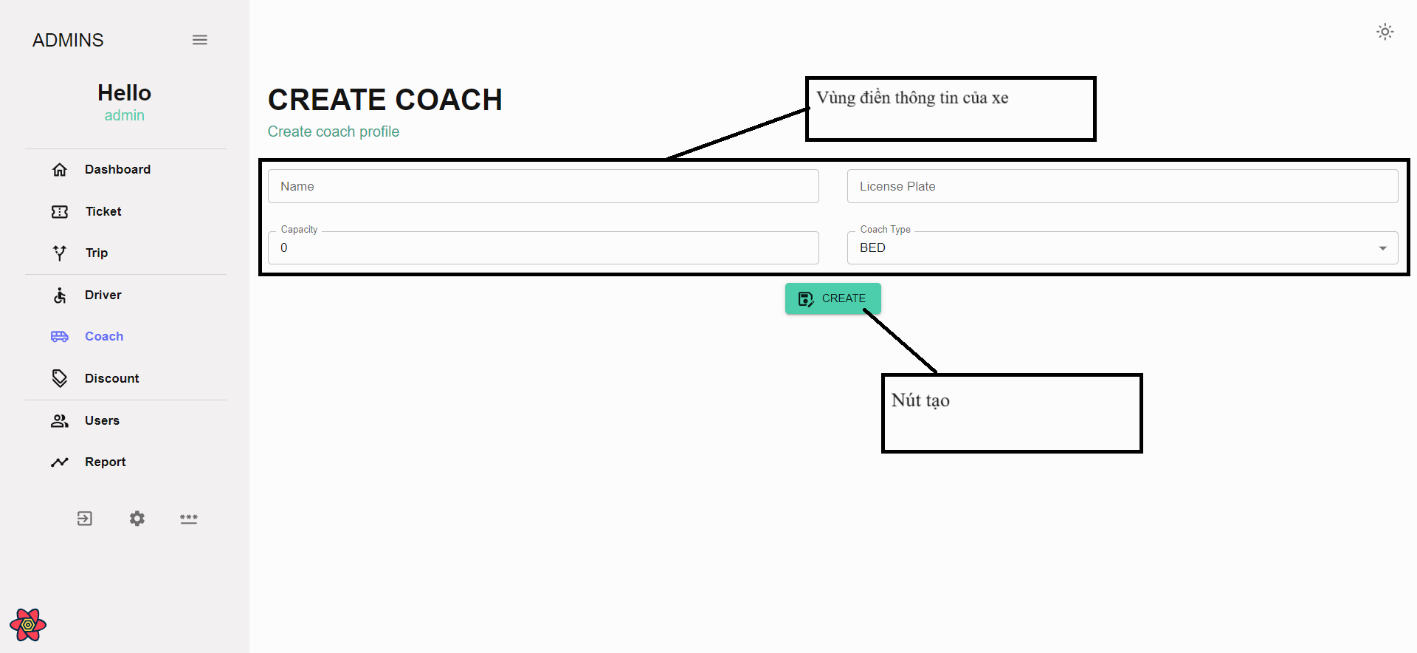 ADMINS
Hello
admin
Dashboard
Ticket
Trip
Driver
Coach
Discount
Users
Report
CREATE COACH
Create coach profile
Vùng điền thông tin của xe
Name
License Plate
Capacity
0
Coach Type
BED
CREATE
Nút tạo